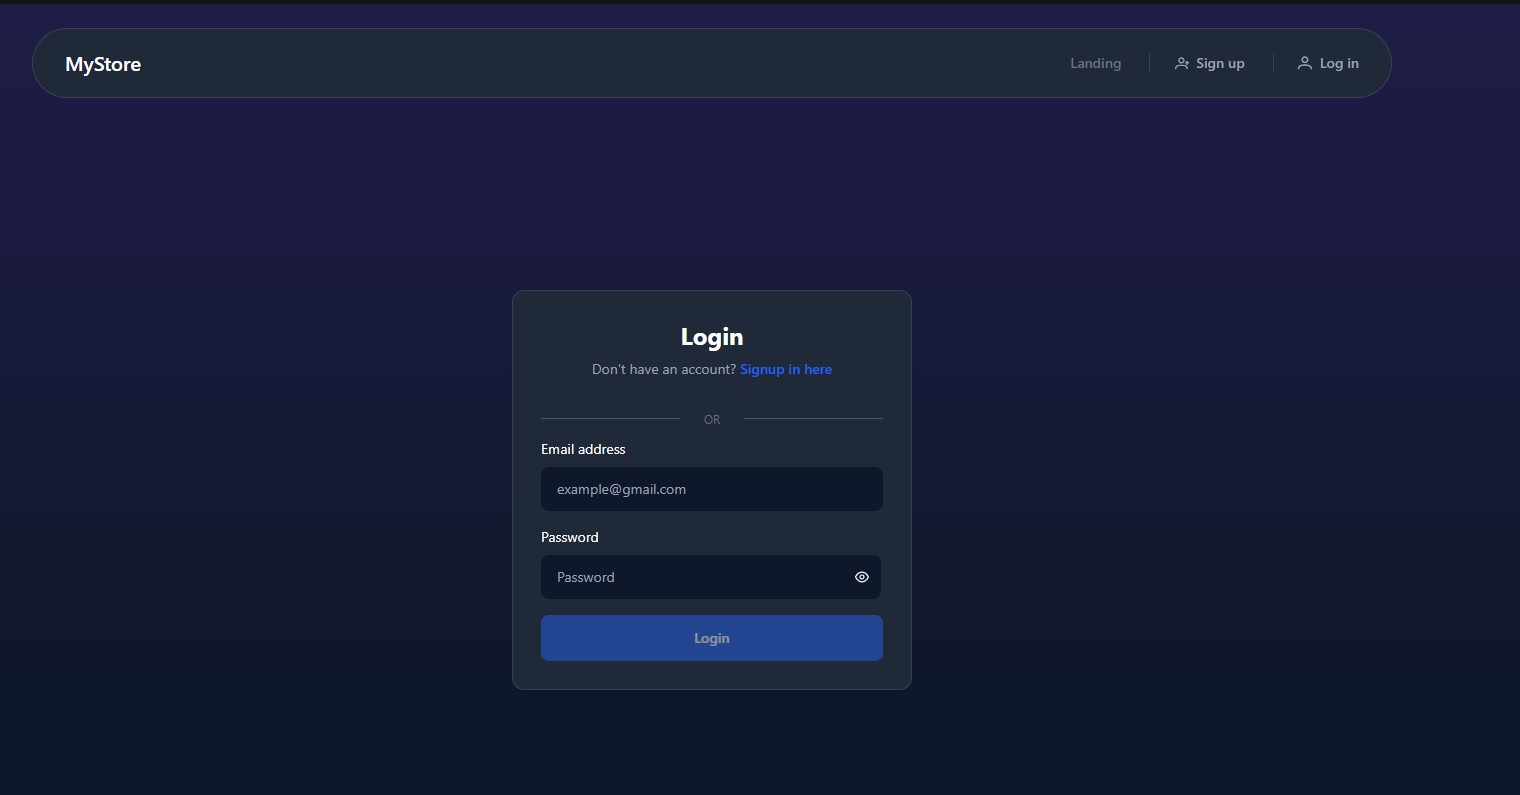 MyStore
Landing
Sign up
Log in
Login
Don't have an account? Signup in here
OR
Email address
example@gmail.com
Password
Password
Login